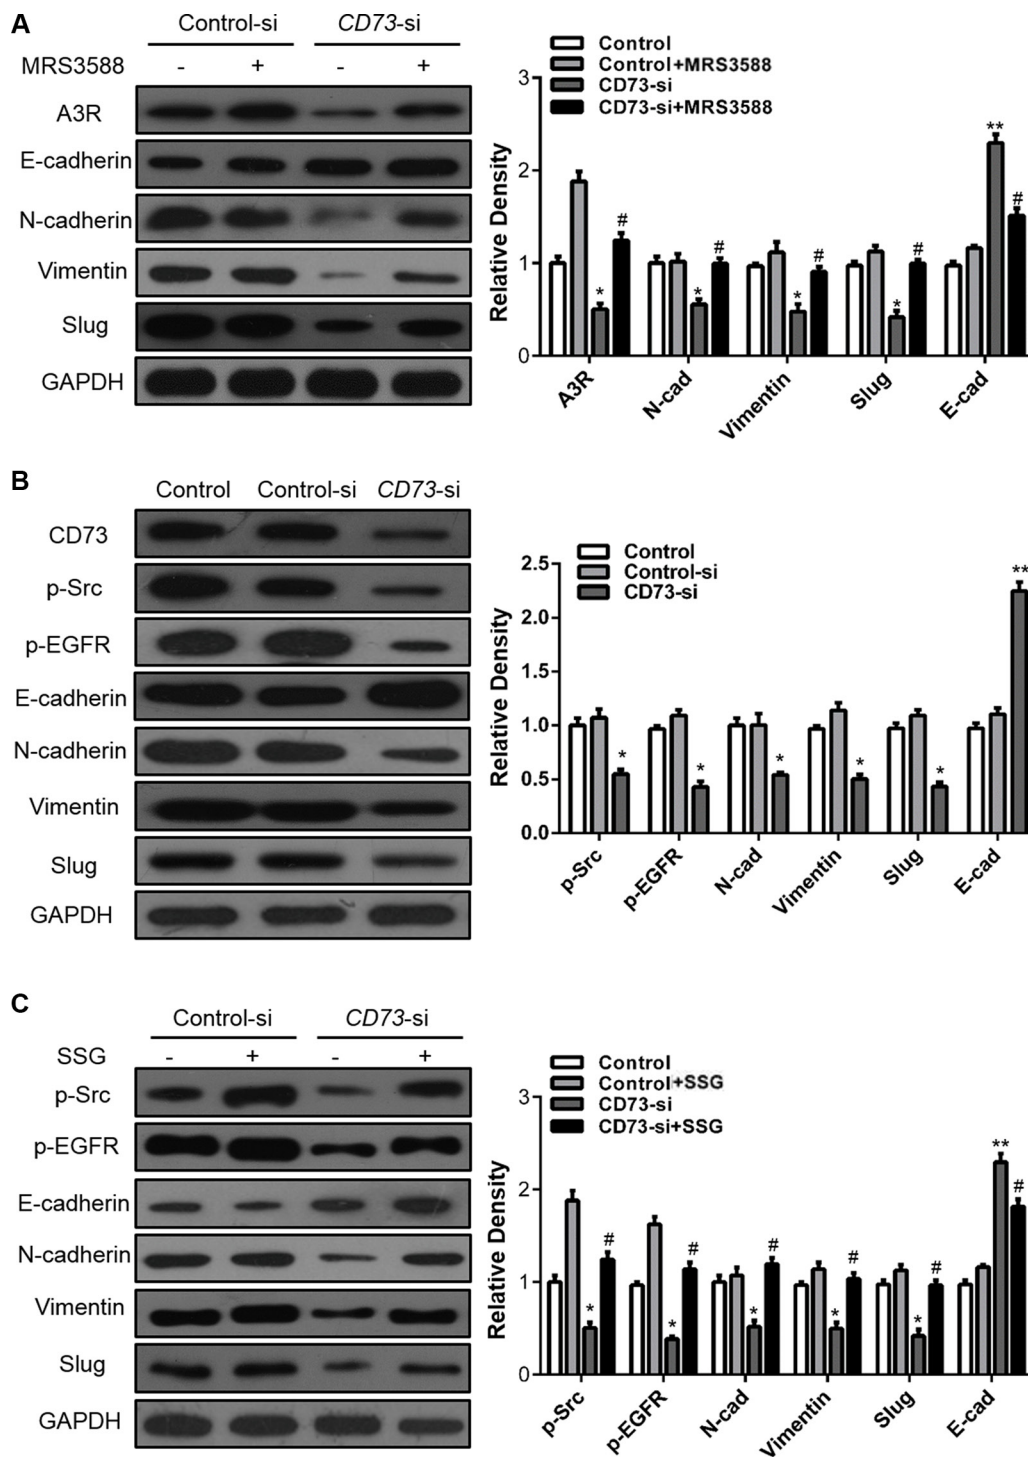 A
Control-si CD73-si
MRS3588 - + - +
A3R
E-cadherin
N-cadherin
Vimentin
Slug
GAPDH
Control
Control+MRS3588
CD73-si
CD73-si+MRS3588
Relative Density
3
2
1
0
* # * # * # * # ** #
A3R N-cad Vimentin Slug E-cad
B
Control Control-si CD73-si
CD73
p-Src
p-EGFR
E-cadherin
N-cadherin
Vimentin
Slug
GAPDH
Control
Control-si
CD73-si
Relative Density
2.5
2.0
1.5
1.0
0.5
0.0
* * * * * **
p-Src p-EGFR N-cad Vimentin Slug E-cad
C
Control-si CD73-si
SSG - + - +
p-Src
p-EGFR
E-cadherin
N-cadherin
Vimentin
Slug
GAPDH
Control
Control+SSG
CD73-si
CD73-si+SSG
Relative Density
3
2
1
0
* # * # * # * # * # ** #
p-Src p-EGFR N-cad Vimentin Slug E-cad